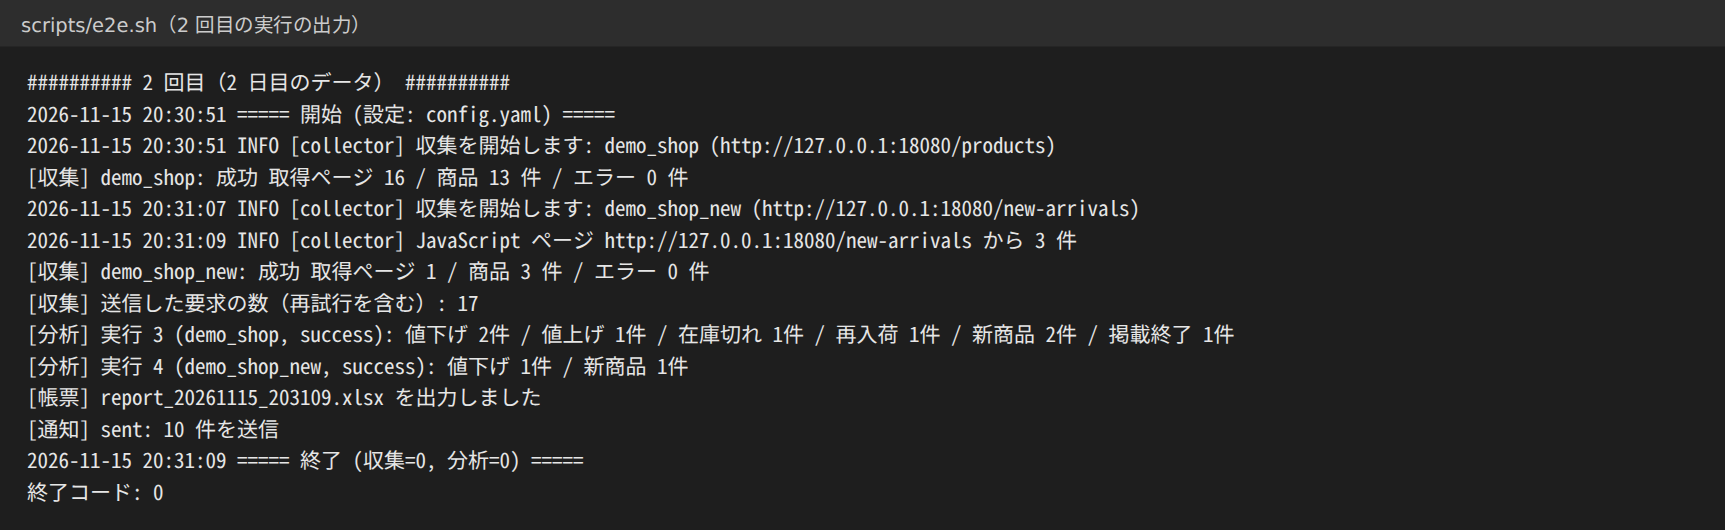 scripts/e2e.sh（2 回目の実行の出力）
########## 2 回目（2 日目のデータ） ##########
2026-11-15 20:30:51 ===== 開始（設定: config.yaml）=====
2026-11-15 20:30:51 INFO [collector] 収集を開始します: demo_shop（http://127.0.0.1:18080/products）
[収集] demo_shop: 成功 取得ページ 16 / 商品 13 件 / エラー 0 件
2026-11-15 20:31:07 INFO [collector] 収集を開始します: demo_shop_new（http://127.0.0.1:18080/new-arrivals）
2026-11-15 20:31:09 INFO [collector] JavaScript ページ http://127.0.0.1:18080/new-arrivals から 3 件
[収集] demo_shop_new: 成功 取得ページ 1 / 商品 3 件 / エラー 0 件
[収集] 送信した要求の数（再試行を含む）: 17
[分析] 実行 3（demo_shop, success）: 値下げ 2件 / 値上げ 1件 / 在庫切れ 1件 / 再入荷 1件 / 新商品 2件 / 掲載終了 1件
[分析] 実行 4（demo_shop_new, success）: 値下げ 1件 / 新商品 1件
[帳票] report_20261115_203109.xlsx を出力しました
[通知] sent: 10 件を送信
2026-11-15 20:31:09 ===== 終了（収集=0, 分析=0）=====
終了コード: 0